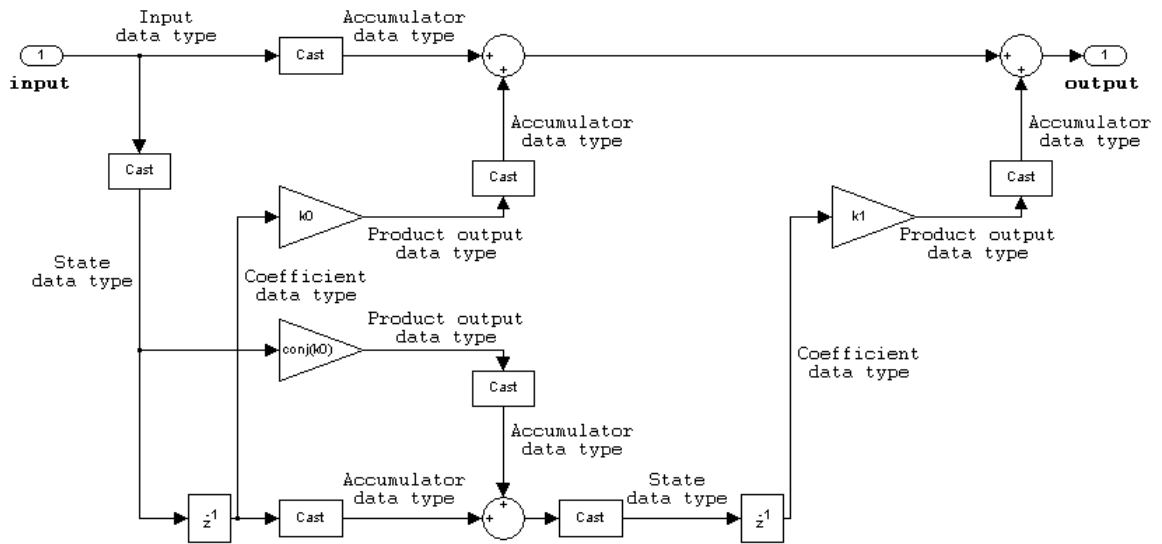 Input
data type
Accumulator
data type
1
input
Cast
+
+
+
+
1
output
Cast
Accumulator
data type
Cast
Accumulator
data type
Cast
k0
Product output
data type
k1
Product output
data type
State
data type
Coefficient
data type
conj(k0)
Product output
data type
Cast
Coefficient
data type
Accumulator
data type
z-1
Cast
Accumulator
data type
+
+
Cast
State
data type
z-1